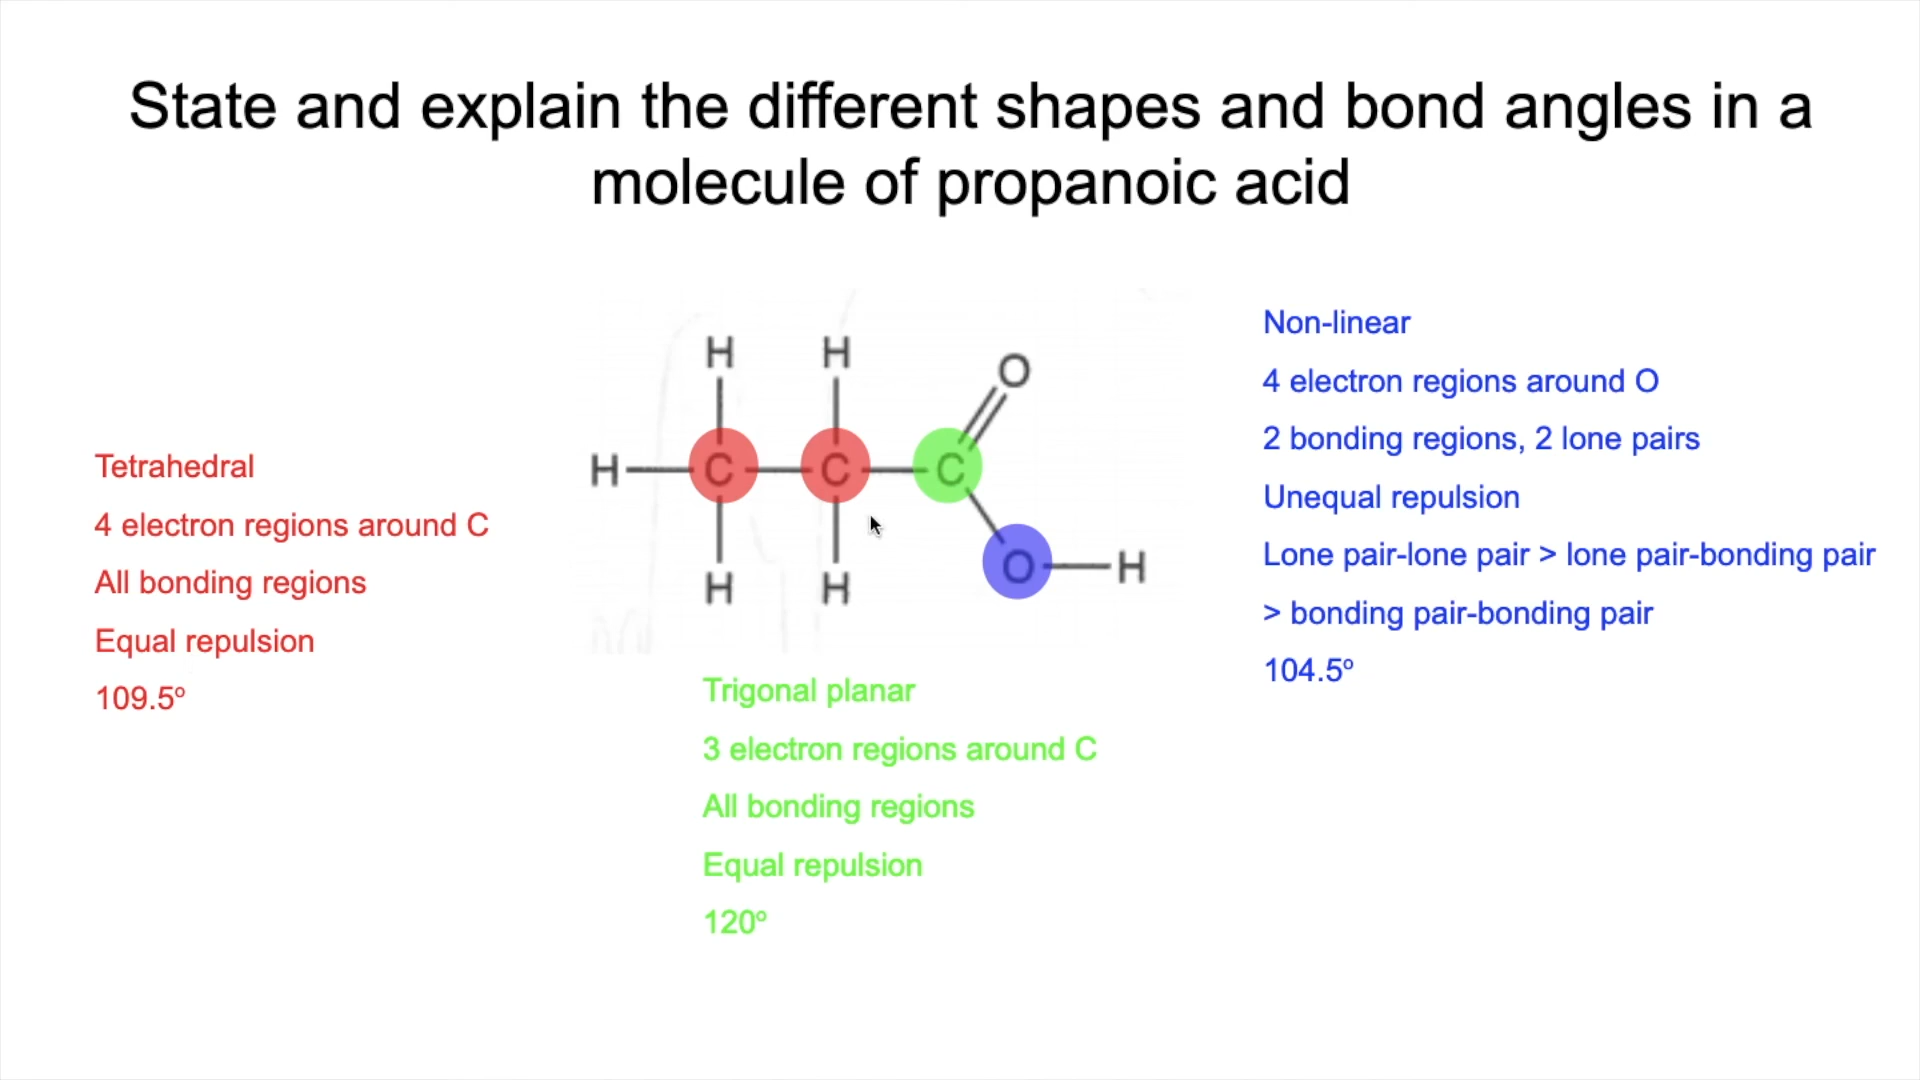 State and explain the different shapes and bond angles in a
molecule of propanoic acid
Tetrahedral
4 electron regions around C
All bonding regions
Equal repulsion
109.5º
H H O
H C C C
H H O H
Trigonal planar
3 electron regions around C
All bonding regions
Equal repulsion
120º
Non-linear
4 electron regions around O
2 bonding regions, 2 lone pairs
Unequal repulsion
Lone pair-lone pair > lone pair-bonding pair
> bonding pair-bonding pair
104.5º